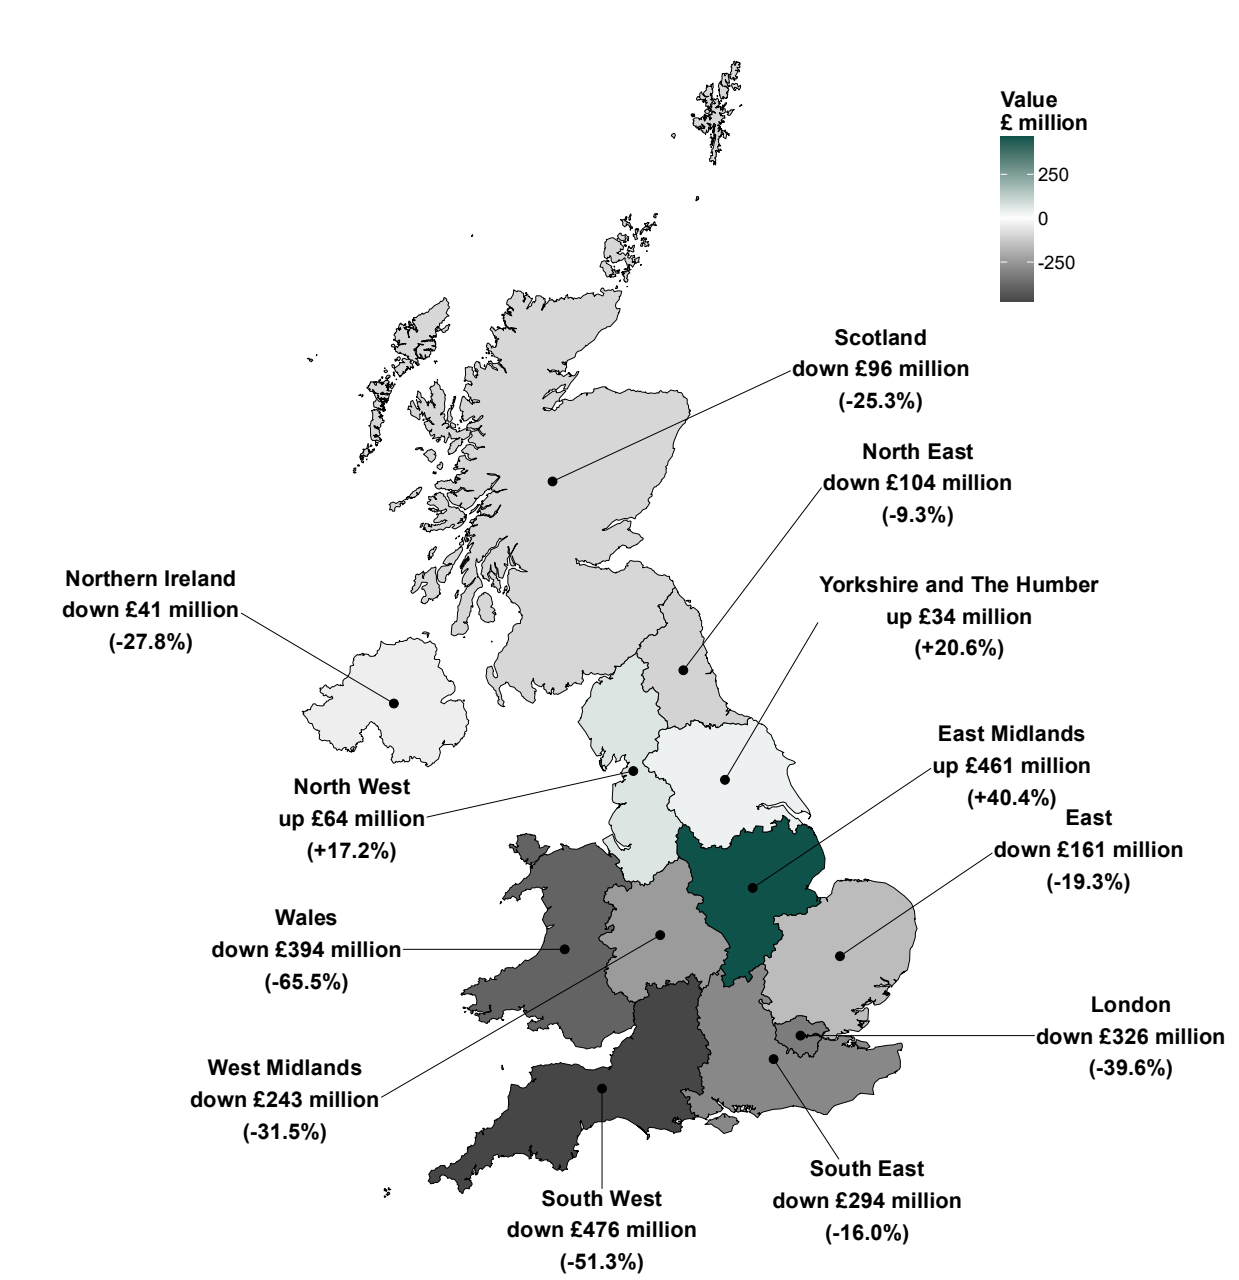 Value
£ million
250
0
-250
Scotland
down £96 million
(-25.3%)
North East
down £104 million
(-9.3%)
Northern Ireland
down £41 million
(-27.8%)
Yorkshire and The Humber
up £34 million
(+20.6%)
East Midlands
up £461 million
(+40.4%)
North West
up £64 million
(+17.2%)
East
down £161 million
(-19.3%)
Wales
down £394 million
(-65.5%)
London
down £326 million
(-39.6%)
West Midlands
down £243 million
(-31.5%)
South East
down £294 million
(-16.0%)
South West
down £476 million
(-51.3%)